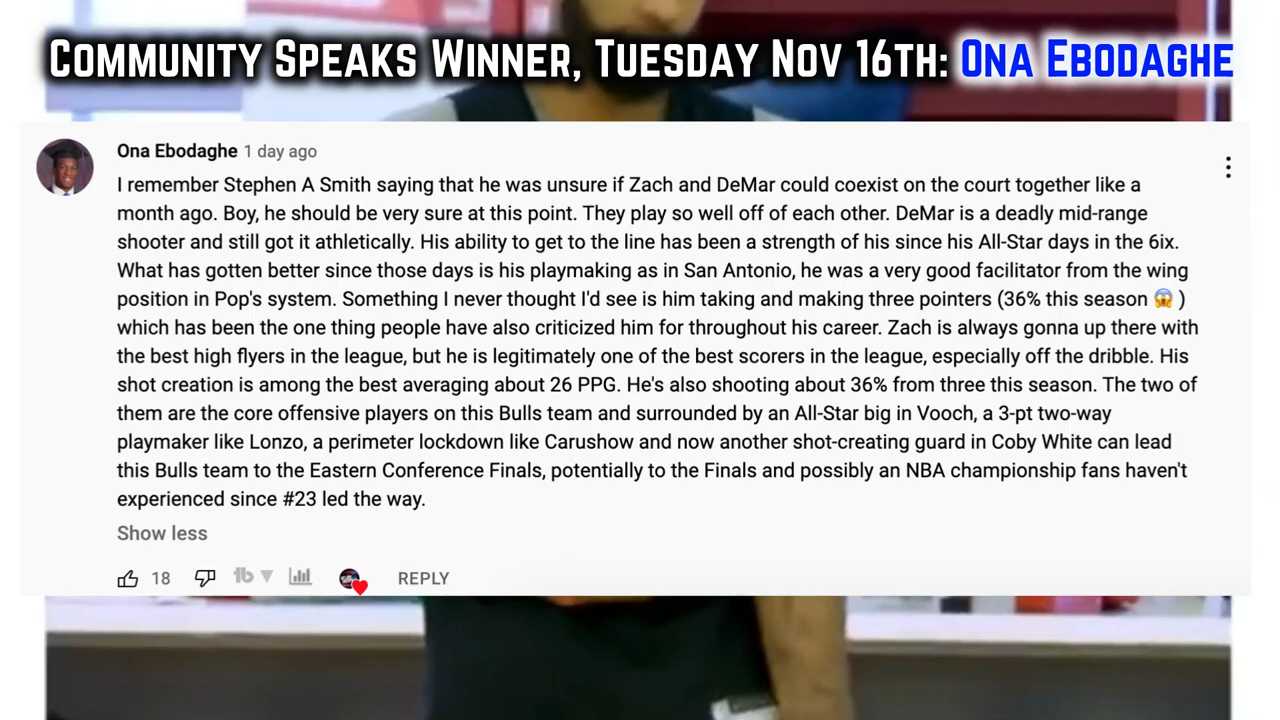 Community Speaks Winner, Tuesday Nov 16th: Ona Ebodaghe
Ona Ebodaghe 1 day ago
I remember Stephen A Smith saying that he was unsure if Zach and DeMar could coexist on the court together like a
month ago. Boy, he should be very sure at this point. They play so well off of each other. DeMar is a deadly mid-range
shooter and still got it athletically. His ability to get to the line has been a strength of his since his All-Star days in the 6ix.
What has gotten better since those days is his playmaking as in San Antonio, he was a very good facilitator from the wing
position in Pop's system. Something I never thought I'd see is him taking and making three pointers (36% this season 😱 )
which has been the one thing people have also criticized him for throughout his career. Zach is always gonna up there with
the best high flyers in the league, but he is legitimately one of the best scorers in the league, especially off the dribble. His
shot creation is among the best averaging about 26 PPG. He's also shooting about 36% from three this season. The two of
them are the core offensive players on this Bulls team and surrounded by an All-Star big in Vooch, a 3-pt two-way
playmaker like Lonzo, a perimeter lockdown like Carushow and now another shot-creating guard in Coby White can lead
this Bulls team to the Eastern Conference Finals, potentially to the Finals and possibly an NBA championship fans haven't
experienced since #23 led the way.
Show less
18 REPLY